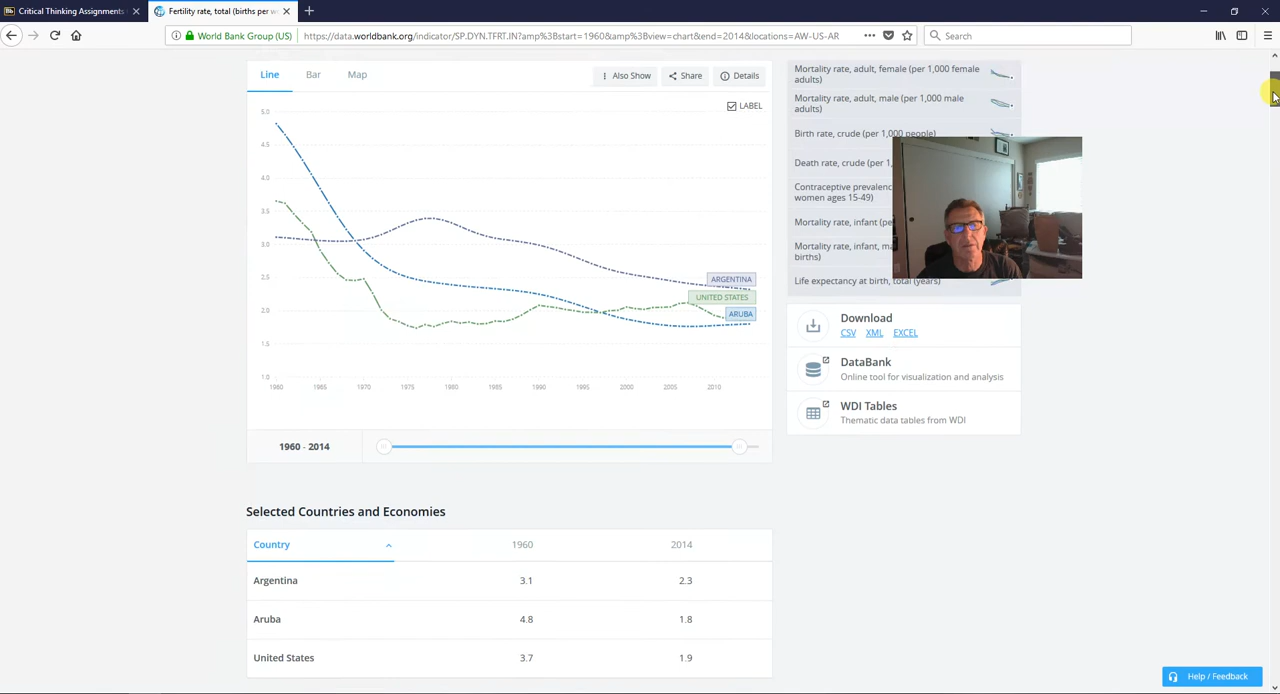 Critical Thinking Assignments
Fertility rate, total (births per w
World Bank Group (US)
https://data.worldbank.org/indicator/SP.DYN.TFRT.IN?amp%3Bstart=1960&amp%3Bview=chart&end=2014&locations=AW-US-AR
Search
Line
Bar
Map
Also Show
Share
Details
LABEL
5.0
4.5
4.0
3.5
3.0
2.5
2.0
1.5
1.0
ARGENTINA
UNITED STATES
ARUBA
1960
1965
1970
1975
1980
1985
1990
1995
2000
2005
2010
1960 - 2014
Mortality rate, adult, female (per 1,000 female
adults)
Mortality rate, adult, male (per 1,000 male
adults)
Birth rate, crude (per 1,000 people)
Death rate, crude (per 1,
Contraceptive prevalenc
women ages 15-49)
Mortality rate, infant (pe
Mortality rate, infant, ma
births)
Life expectancy at birth, total (years)
Download
CSV XML EXCEL
DataBank
Online tool for visualization and analysis
WDI Tables
Thematic data tables from WDI
Selected Countries and Economies
Country 1960 2014
Argentina 3.1 2.3
Aruba 4.8 1.8
United States 3.7 1.9
Help / Feedback